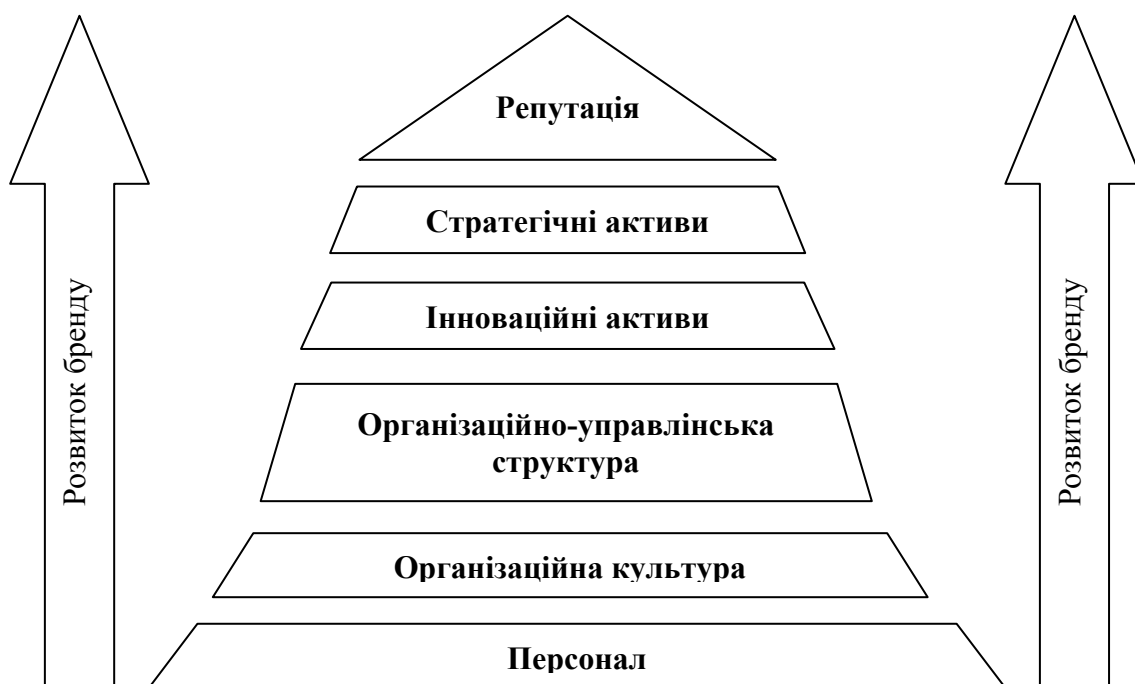 Репутація
Стратегічні активи
Інноваційні активи
Організаційно-управлінська
структура
Організаційна культура
Персонал
Розвиток бренду
Розвиток бренду